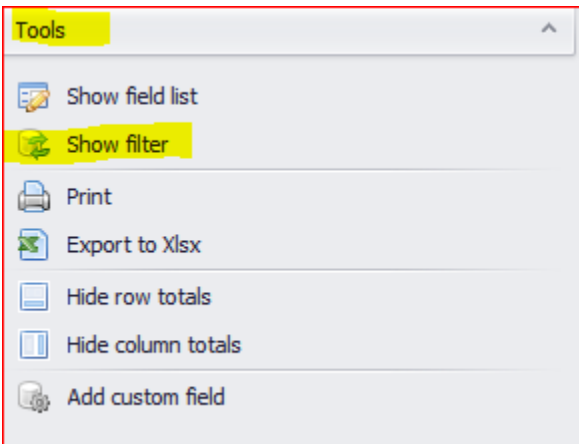 Tools
Show field list
Show filter
Print
Export to Xlsx
Hide row totals
Hide column totals
Add custom field